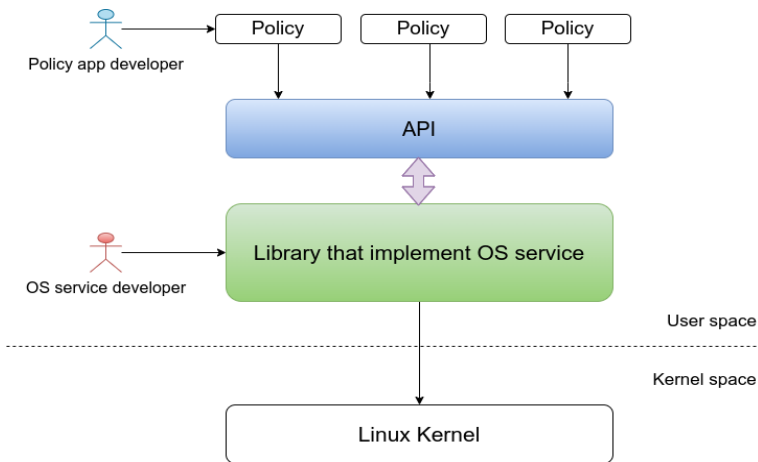 Policy
Policy
Policy
Policy app developer
API
Library that implement OS service
OS service developer
User space
Kernel space
Linux Kernel